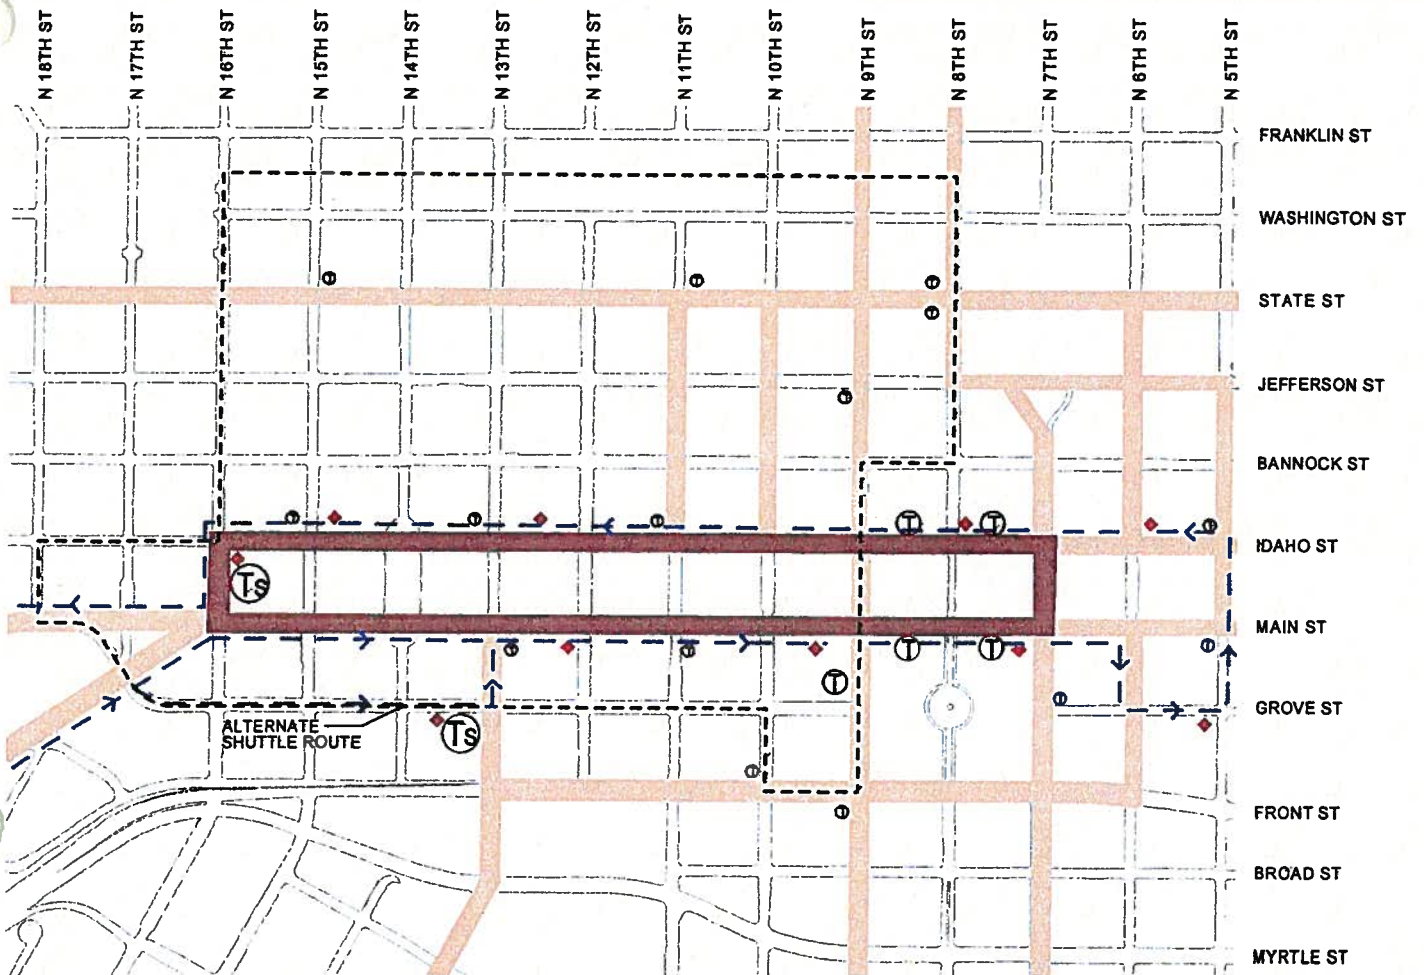 N 18TH ST
N 17TH ST
N 16TH ST
N 15TH ST
N 14TH ST
N 13TH ST
N 12TH ST
N 11TH ST
N 10TH ST
N 9TH ST
N 8TH ST
N 7TH ST
N 6TH ST
N 5TH ST
FRANKLIN ST
WASHINGTON ST
STATE ST
JEFFERSON ST
BANNOCK ST
T
T
IDAHO ST
Ts
MAIN ST
T
T
T
GROVE ST
ALTERNATE
SHUTTLE ROUTE
Ts
FRONT ST
BROAD ST
MYRTLE ST